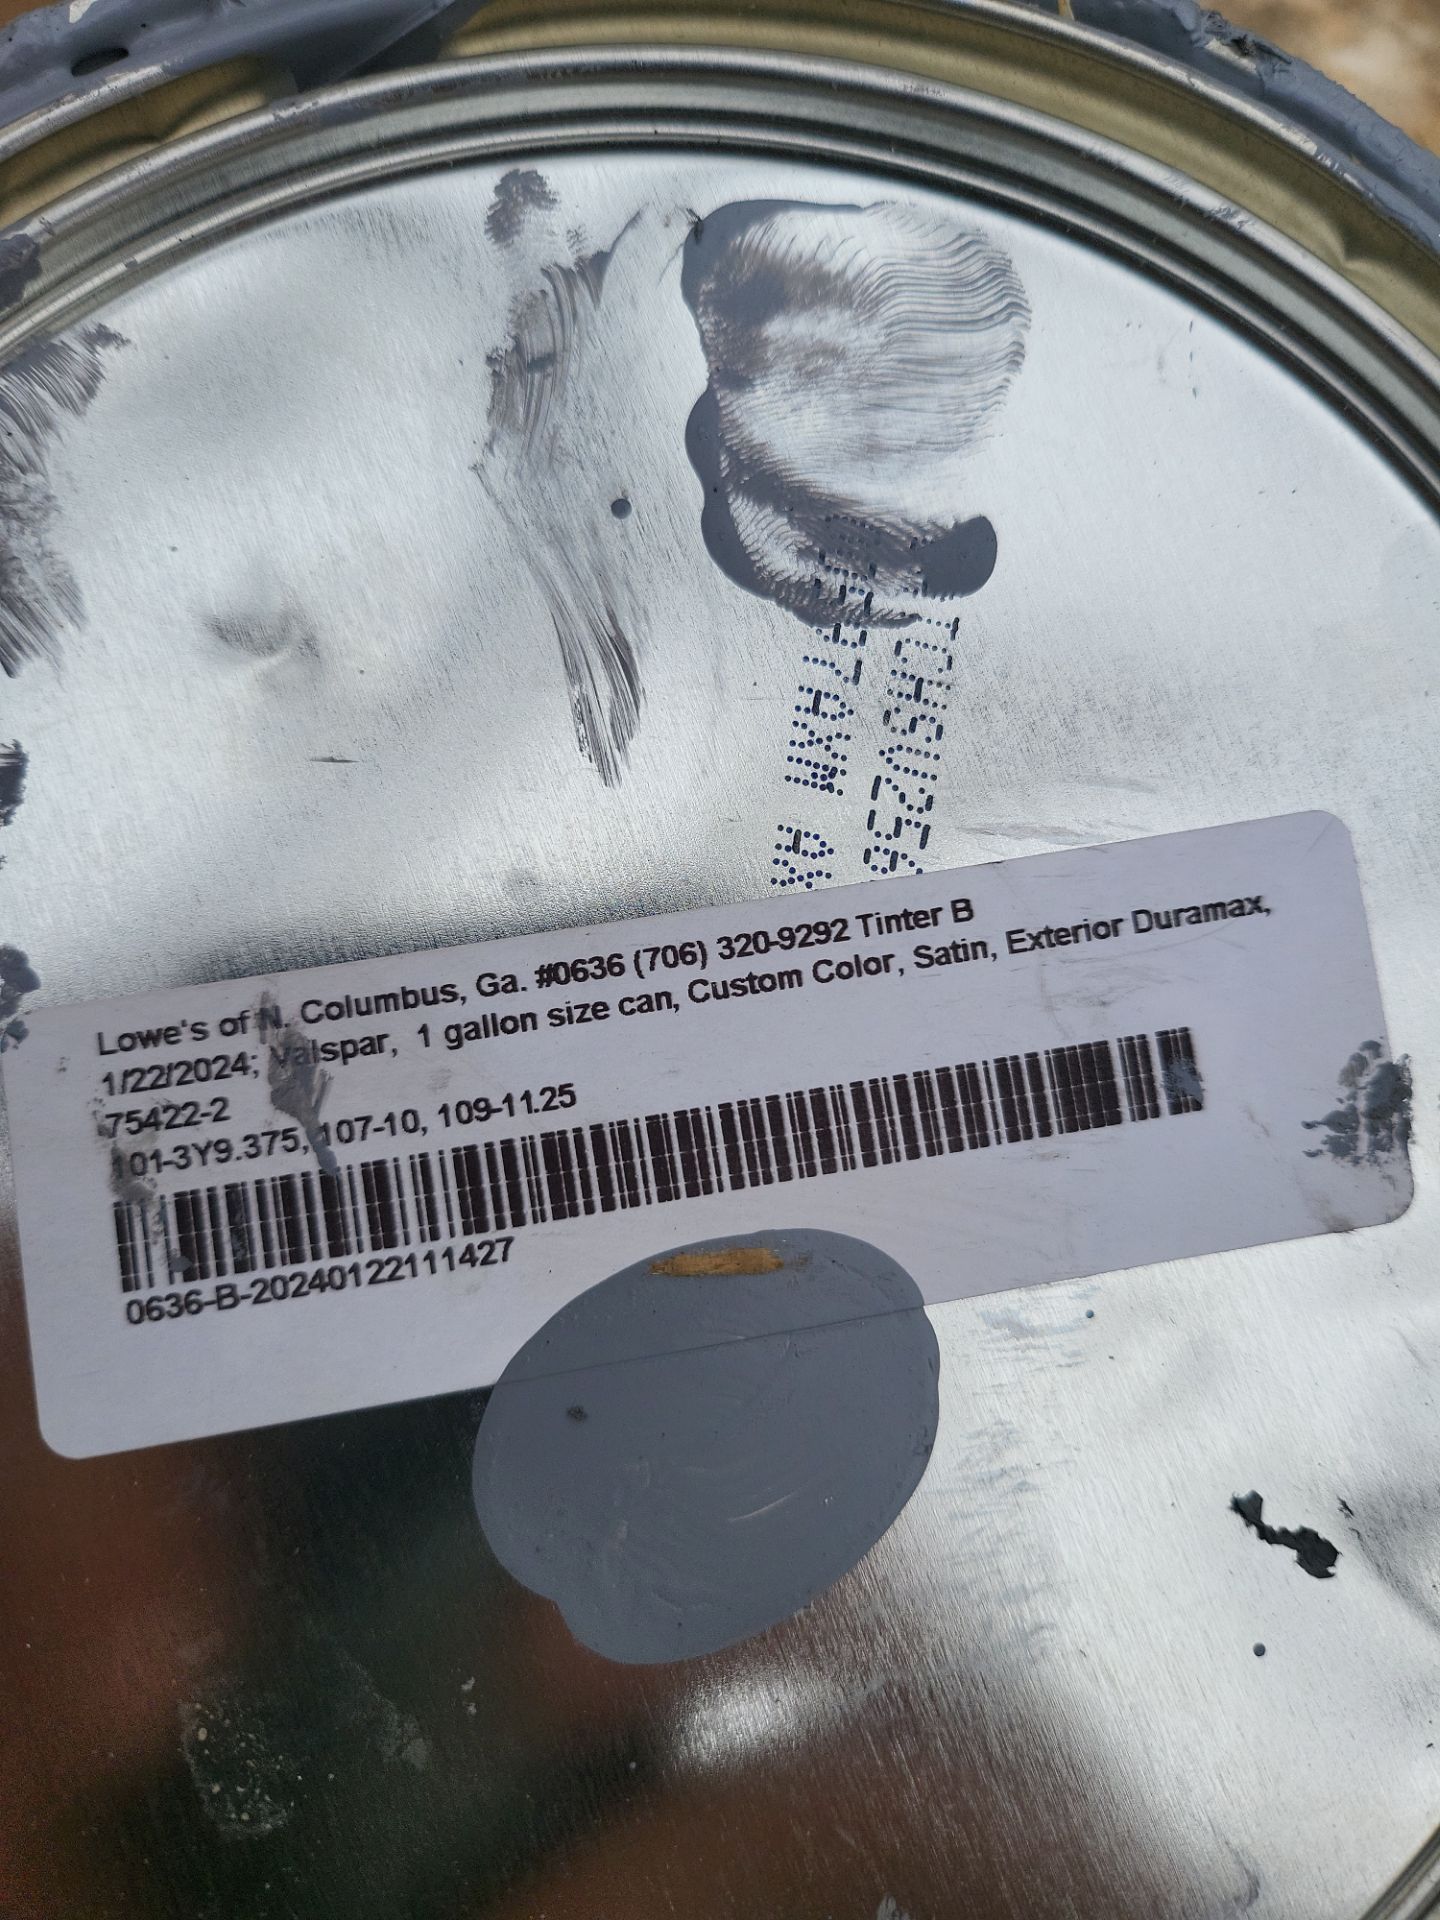 Lowe's of N. Columbus, Ga. #0636 (706) 320-9292 Tinter B
1/22/2024; Valspar, 1 gallon size can, Custom Color, Satin, Exterior Duramax,
75422-2
101-3Y9.375, 107-10, 109-11.25
0636-B-20240122111427